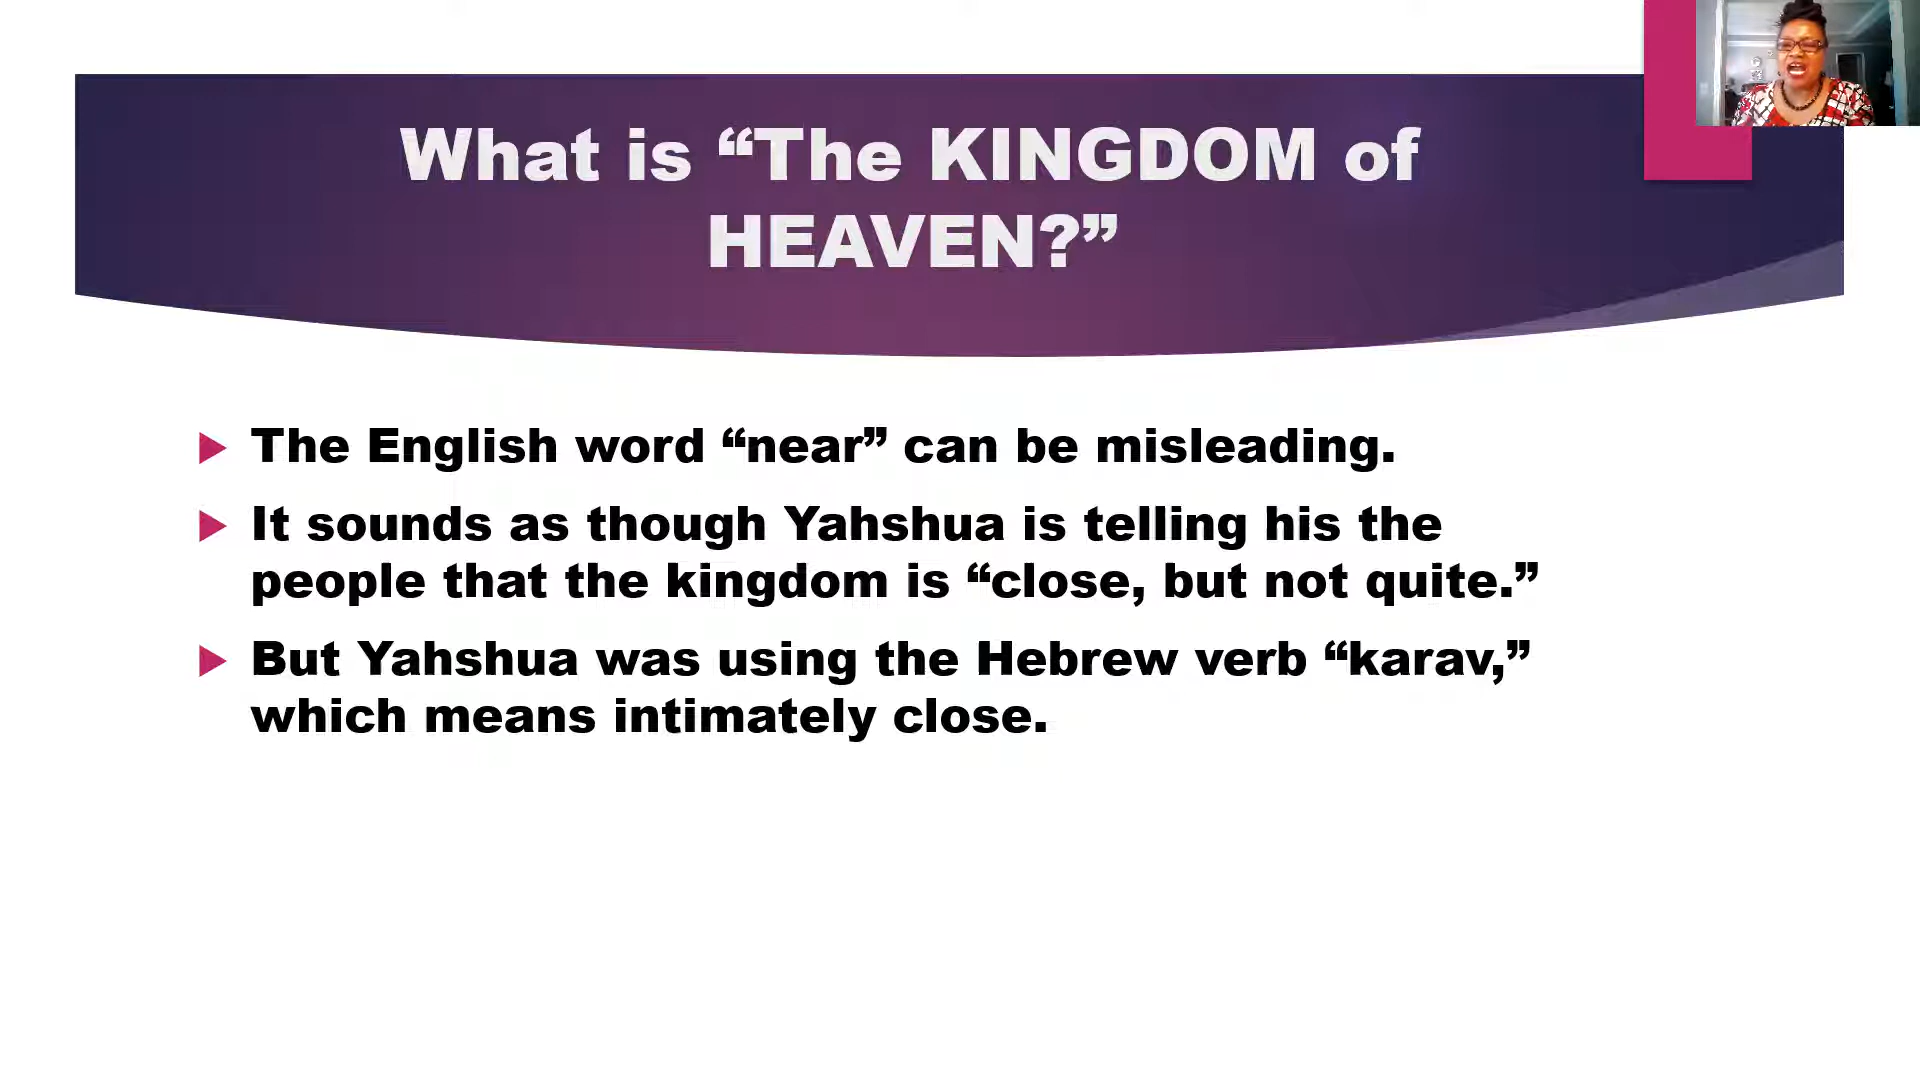 What is “The KINGDOM of
HEAVEN?”
The English word “near” can be misleading.
It sounds as though Yahshua is telling his the
people that the kingdom is “close, but not quite.”
But Yahshua was using the Hebrew verb “karav,”
which means intimately close.